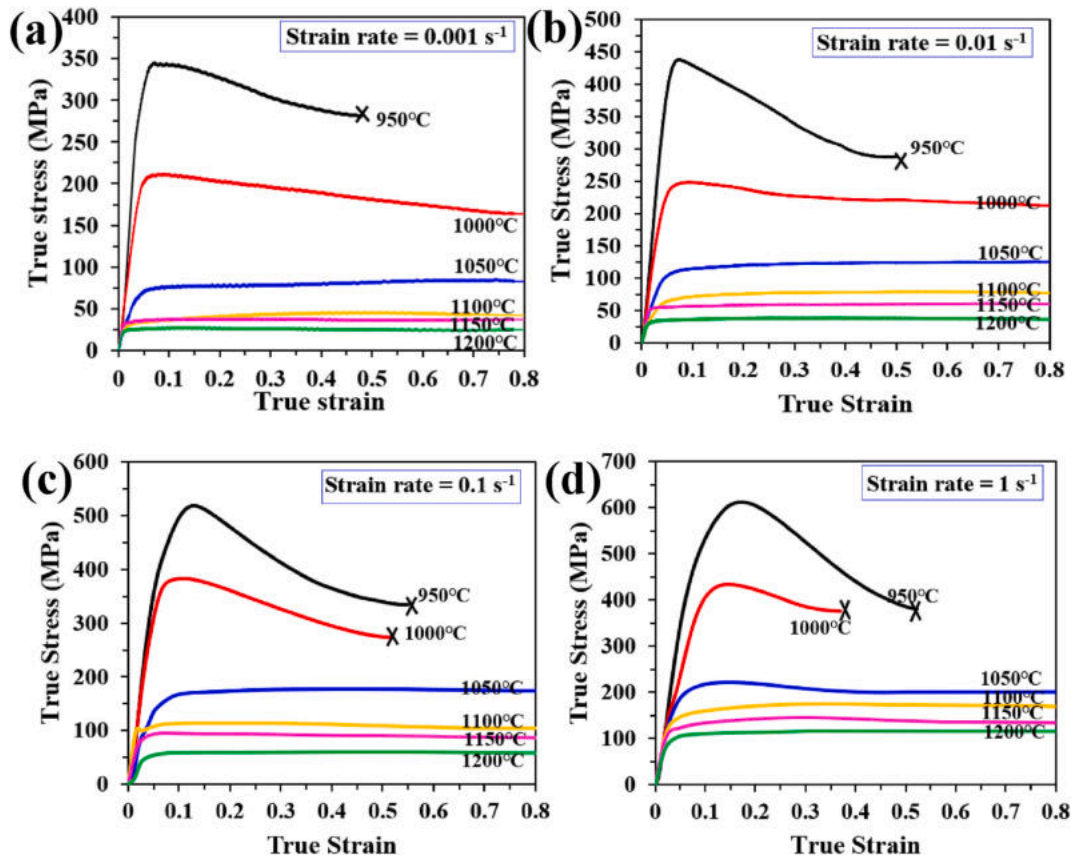 (a)
Strain rate = 0.001 s⁻¹
True stress (MPa)
400
350
300
250
200
150
100
50
0
950°C
1000°C
1050°C
1100°C
1150°C
1200°C
0 0.1 0.2 0.3 0.4 0.5 0.6 0.7 0.8
True strain
(b)
Strain rate = 0.01 s⁻¹
True Stress (MPa)
500
450
400
350
300
250
200
150
100
50
0
950°C
1000°C
1050°C
1100°C
1150°C
1200°C
0 0.1 0.2 0.3 0.4 0.5 0.6 0.7 0.8
True Strain
(c)
Strain rate = 0.1 s⁻¹
True Stress (MPa)
600
500
400
300
200
100
0
950°C
1000°C
1050°C
1100°C
1150°C
1200°C
0 0.1 0.2 0.3 0.4 0.5 0.6 0.7 0.8
True Strain
(d)
Strain rate = 1 s⁻¹
True Stress (MPa)
700
600
500
400
300
200
100
0
950°C
1000°C
1050°C
1100°C
1150°C
1200°C
0 0.1 0.2 0.3 0.4 0.5 0.6 0.7 0.8
True Strain